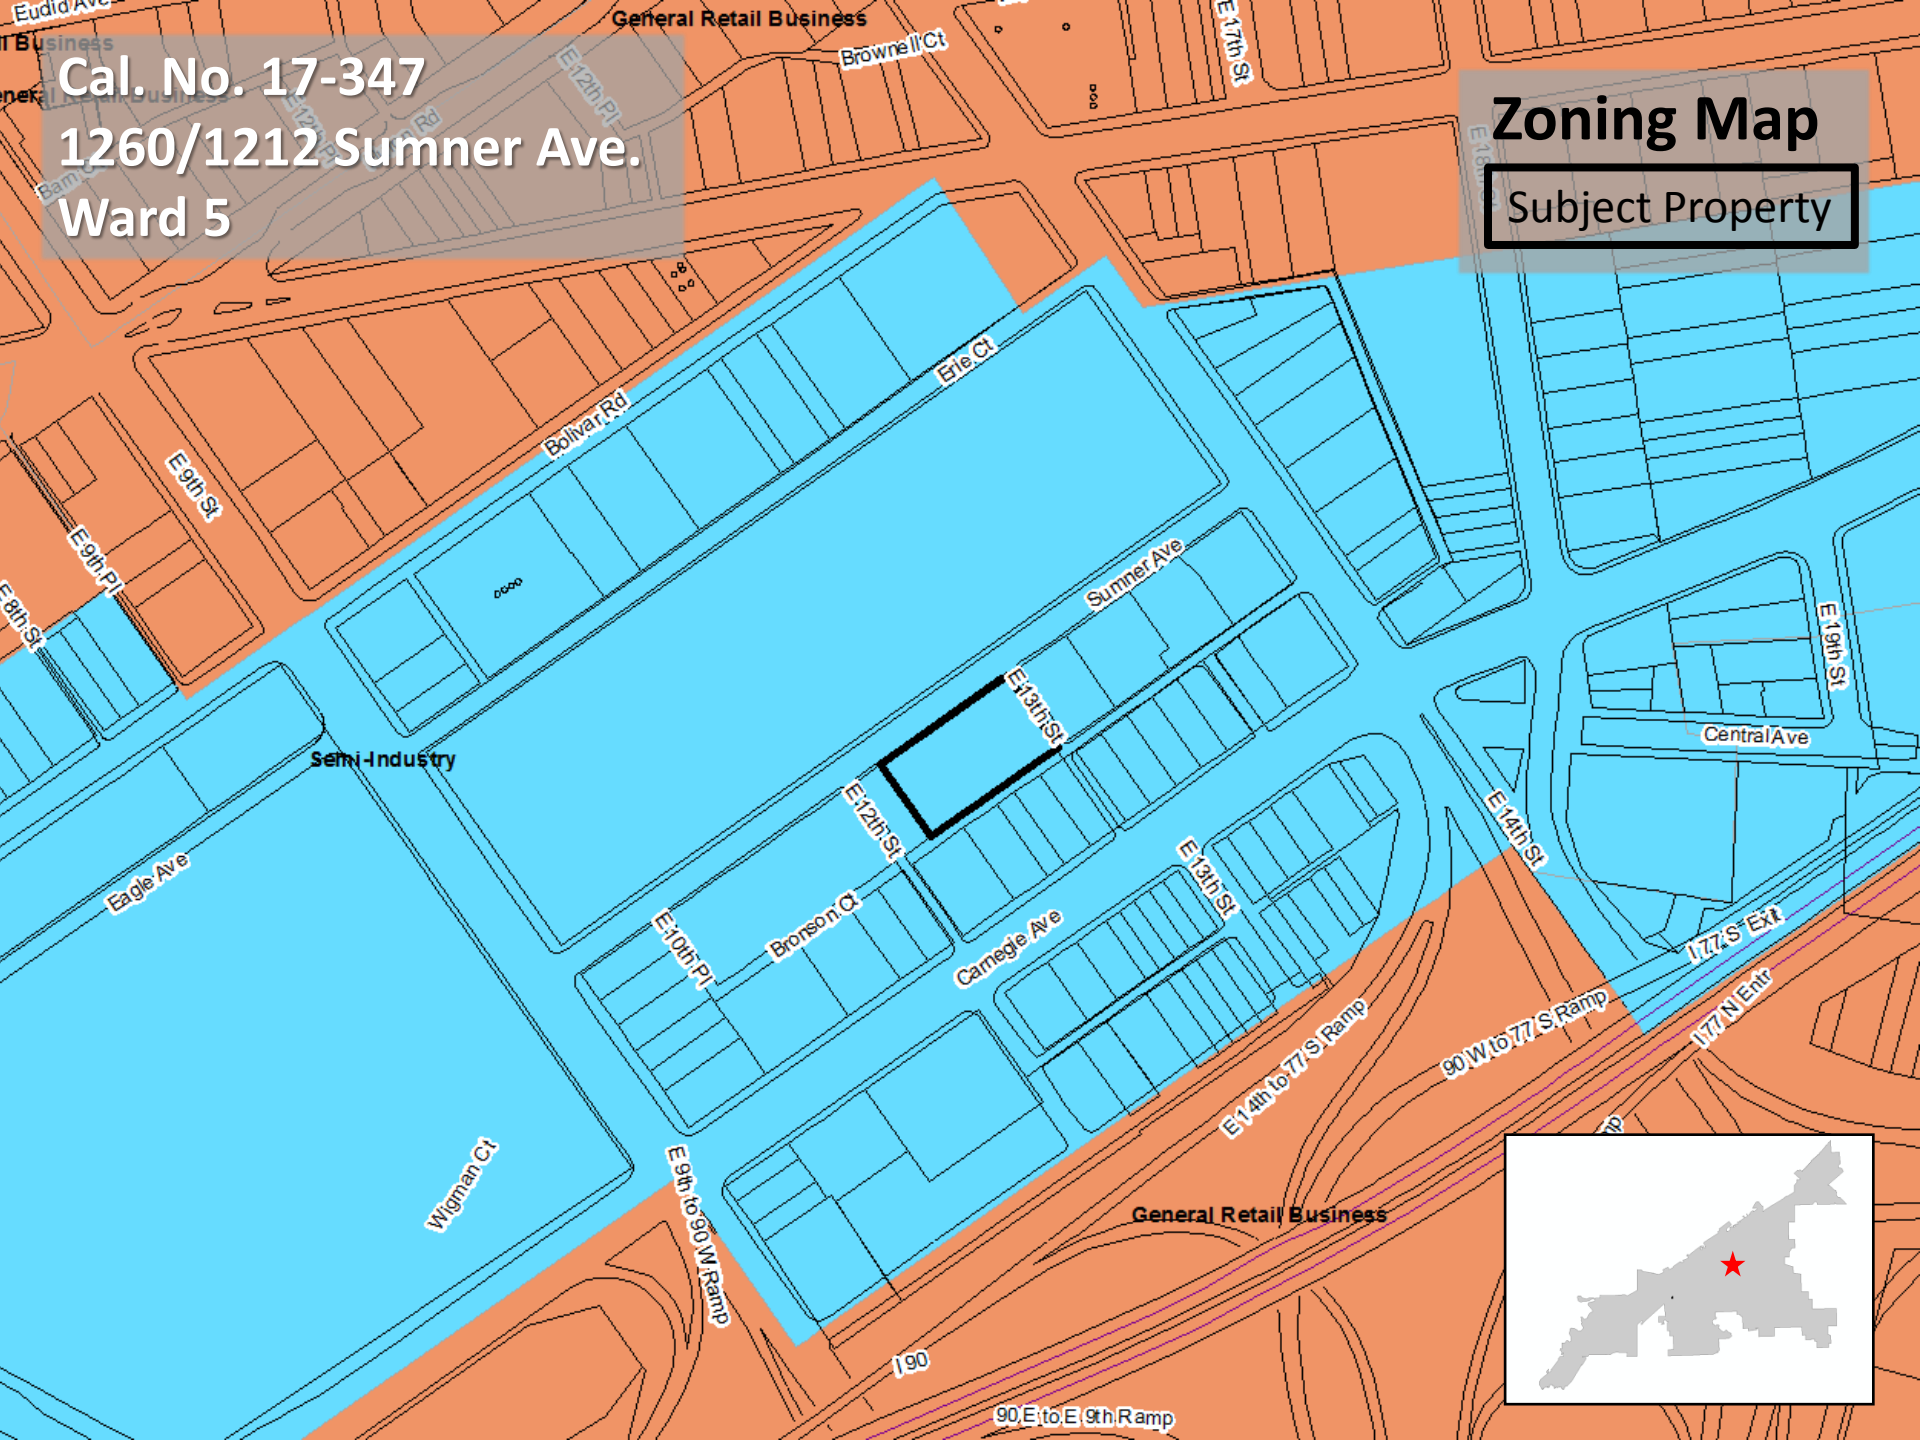 Euclid Ave
General Retail Business
Brownell Ct
E 17th St
E 12th Pl
Cal. No. 17-347
1260/1212 Sumner Ave.
Ward 5
Zoning Map
Subject Property
E 18th St
Erie Ct
Bolivar Rd
E 9th St
E 9th Pl
E 8th St
Sumner Ave
E 13th St
E 19th St
Central Ave
Semi-Industry
E 12th St
E 14th St
Eagle Ave
E 13th St
Bronson Ct
E 10th Pl
Carnegie Ave
I 77 S Exit
I 77 N Entr
90 W to 77 S Ramp
E 14th to 77 S Ramp
Wigman Ct
E 9th to 90 W Ramp
General Retail Business
I 90
90 E to E 9th Ramp